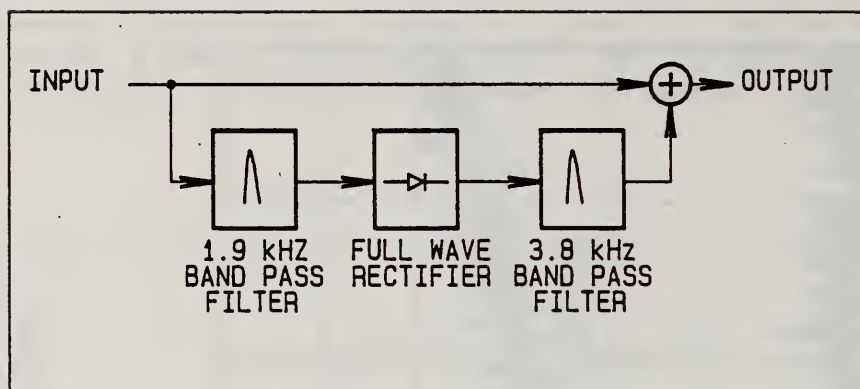 INPUT
OUTPUT
1.9 kHZ
BAND PASS
FILTER
FULL WAVE
RECTIFIER
3.8 kHz
BAND PASS
FILTER